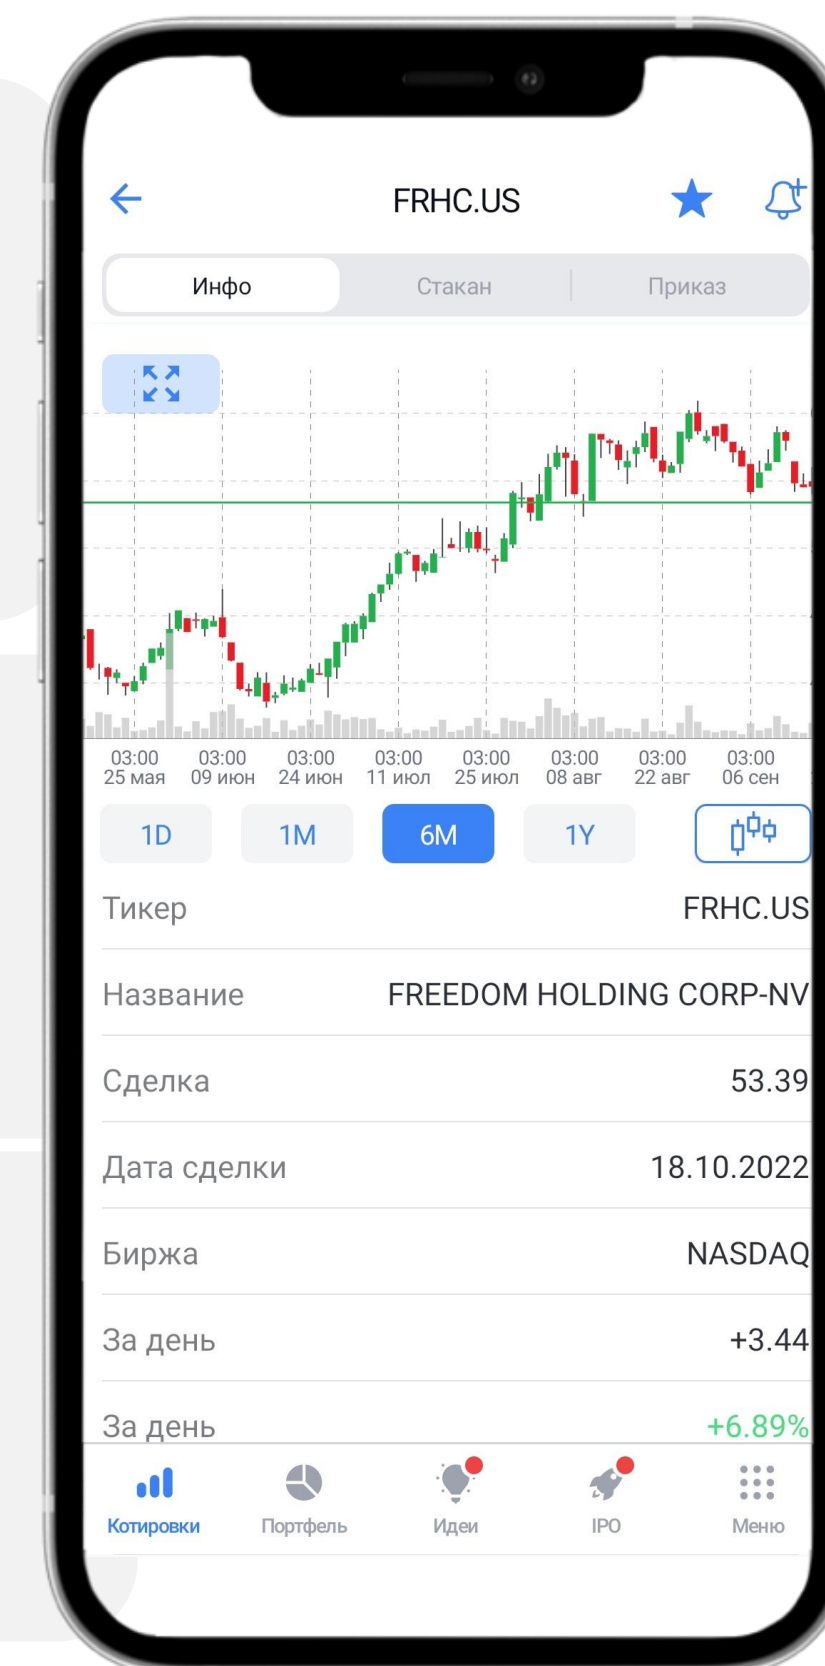 FRHC.US
Инфо Стакан Приказ
03:00 03:00 03:00 03:00 03:00 03:00 03:00 03:00
25 мая 09 июн 24 июн 11 июл 25 июл 08 авг 22 авг 06 сен
1D 1M 6M 1Y
Тикер FRHC.US
Название FREEDOM HOLDING CORP-NV
Сделка 53.39
Дата сделки 18.10.2022
Биржа NASDAQ
За день +3.44
За день +6.89%
Котировки Портфель Идеи IPO Меню